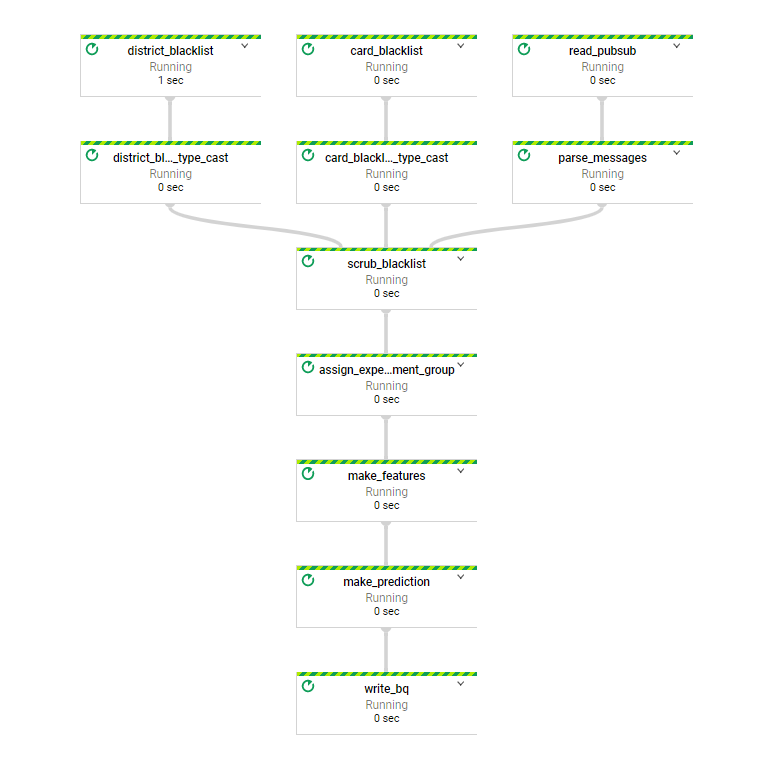 district_blacklist
Running
1 sec
card_blacklist
Running
0 sec
read_pubsub
Running
0 sec
district_bl..._type_cast
Running
0 sec
card_blackl..._type_cast
Running
0 sec
parse_messages
Running
0 sec
scrub_blacklist
Running
0 sec
assign_expe...ment_group
Running
0 sec
make_features
Running
0 sec
make_prediction
Running
0 sec
write_bq
Running
0 sec